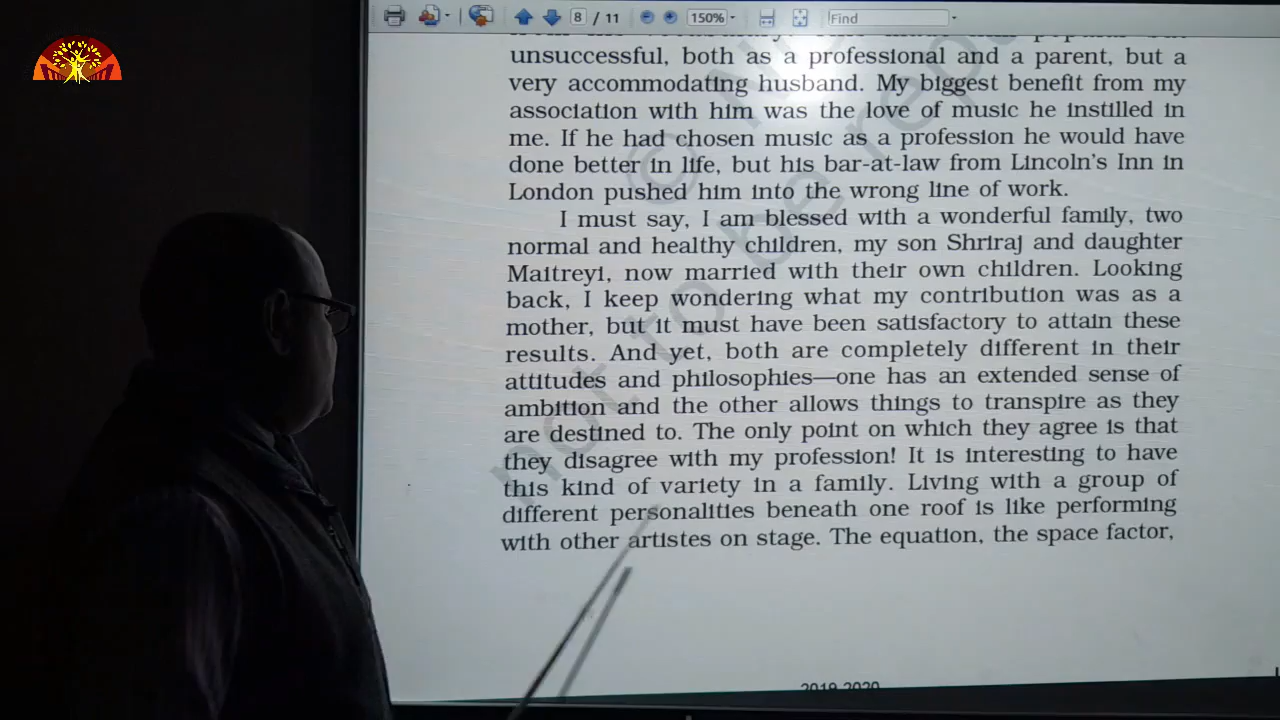 8 / 11 150% Find
unsuccessful, both as a professional and a parent, but a
very accommodating husband. My biggest benefit from my
association with him was the love of music he instilled in
me. If he had chosen music as a profession he would have
done better in life, but his bar-at-law from Lincoln's Inn in
London pushed him into the wrong line of work.
I must say, I am blessed with a wonderful family, two
normal and healthy children, my son Shriraj and daughter
Maitreyi, now married with their own children. Looking
back, I keep wondering what my contribution was as a
mother, but it must have been satisfactory to attain these
results. And yet, both are completely different in their
attitudes and philosophies—one has an extended sense of
ambition and the other allows things to transpire as they
are destined to. The only point on which they agree is that
they disagree with my profession! It is interesting to have
this kind of variety in a family. Living with a group of
different personalities beneath one roof is like performing
with other artistes on stage. The equation, the space factor,
2019-2020
not to be